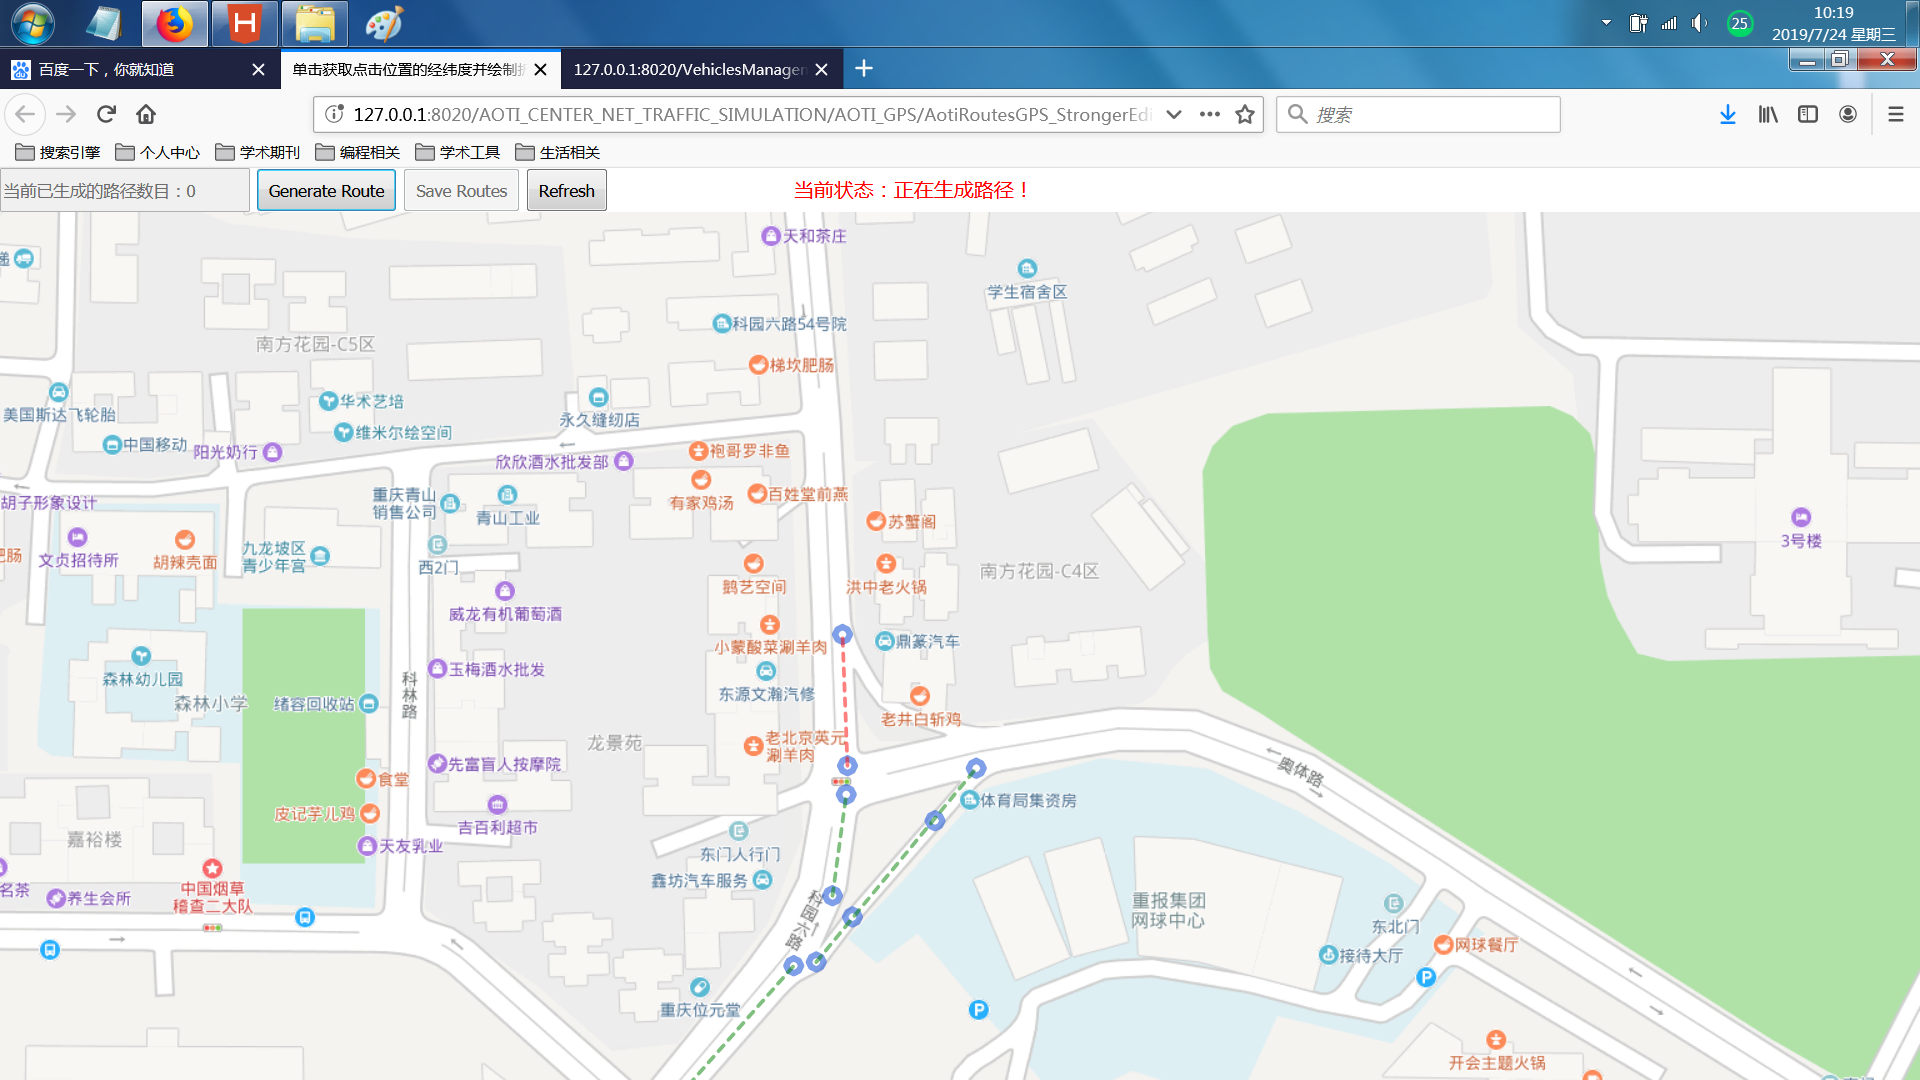 25
10:19
2019/7/24 星期三
百度一下，你就知道
单击获取点击位置的经纬度并绘制折
127.0.0.1:8020/VehiclesManagem
127.0.0.1:8020/AOTI_CENTER_NET_TRAFFIC_SIMULATION/AOTI_GPS/AotiRoutesGPS_StrongerEdi
搜索
搜索引擎
个人中心
学术期刊
编程相关
学术工具
生活相关
当前已生成的路径数目：0
Generate Route
Save Routes
Refresh
当前状态：正在生成路径！
天和茶庄
递
学生宿舍区
科园六路54号院
南方花园-C5区
梯坎肥肠
美国斯达飞轮胎
华术艺培
永久缝纫店
中国移动
维米尔绘空间
阳光奶行
袍哥罗非鱼
欣欣酒水批发部
胡子形象设计
重庆青山
销售公司
青山工业
有家鸡汤
百姓堂前燕
苏蟹阁
3号楼
肥肠
文贞招待所
胡辣壳面
九龙坡区
青少年宫
西2门
鹅艺空间
洪中老火锅
南方花园-C4区
威龙有机葡萄酒
小蒙酸菜涮羊肉
鼎篆汽车
森林幼儿园
森林小学
绪容回收站
科林路
玉梅酒水批发
东源文瀚汽修
老井白斩鸡
龙景苑
老北京英元
涮羊肉
先富盲人按摩院
食堂
奥体路
皮记芋儿鸡
吉百利超市
体育局集资房
嘉裕楼
天友乳业
东门人行门
名茶
养生会所
中国烟草
稽查二大队
鑫坊汽车服务
科园六路
重报集团
网球中心
东北门
接待大厅
网球餐厅
P
重庆位元堂
P
开会主题火锅